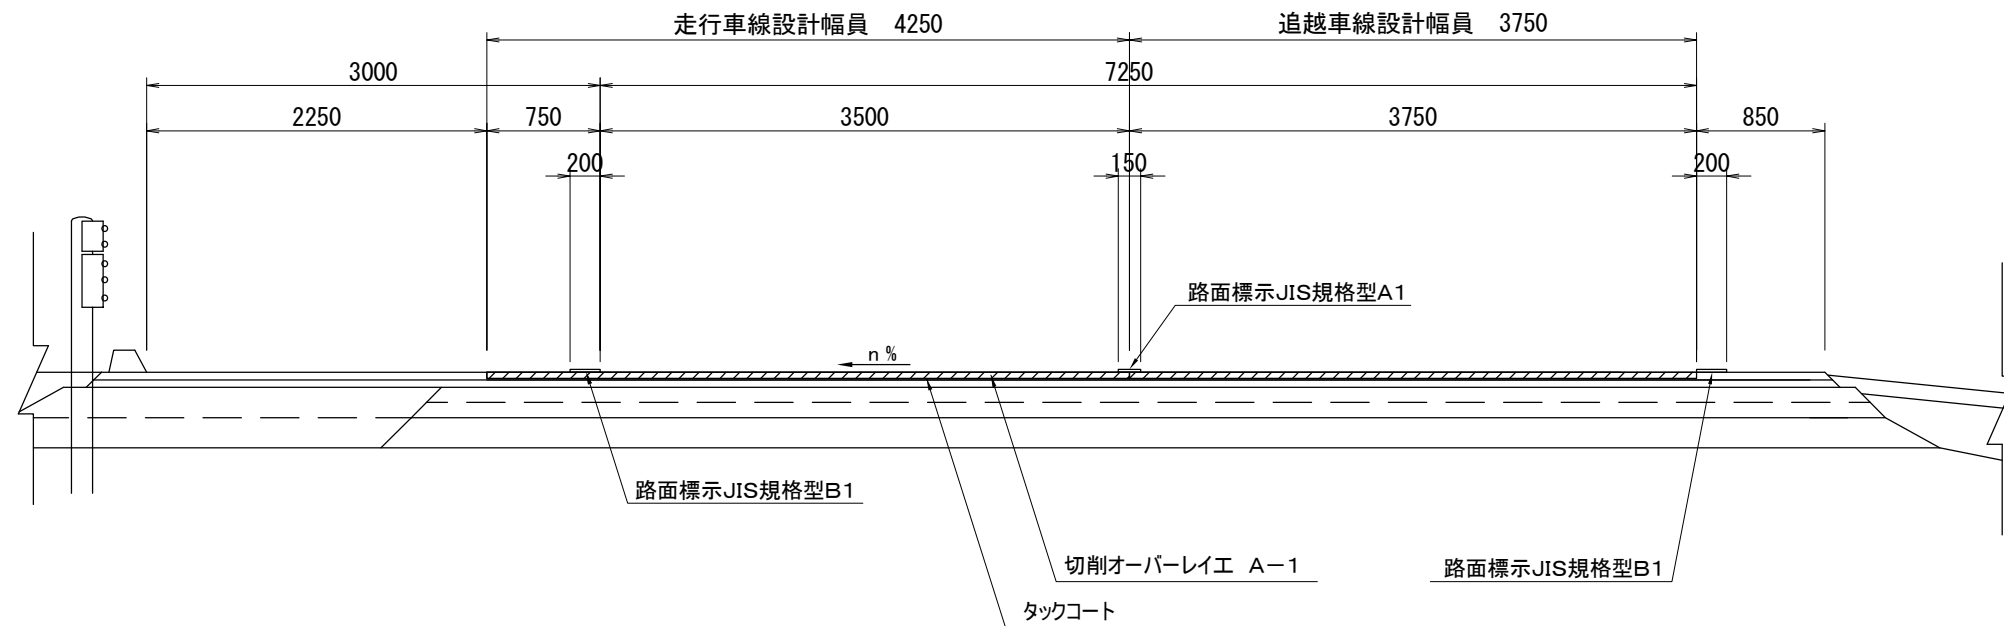 走行車線設計幅員　4250
追越車線設計幅員　3750
3000
7250
2250
750
3500
3750
850
200
150
200
路面標示JIS規格型A1
n %
路面標示JIS規格型B1
切削オーバーレイエ　A－1
路面標示JIS規格型B1
タックコート